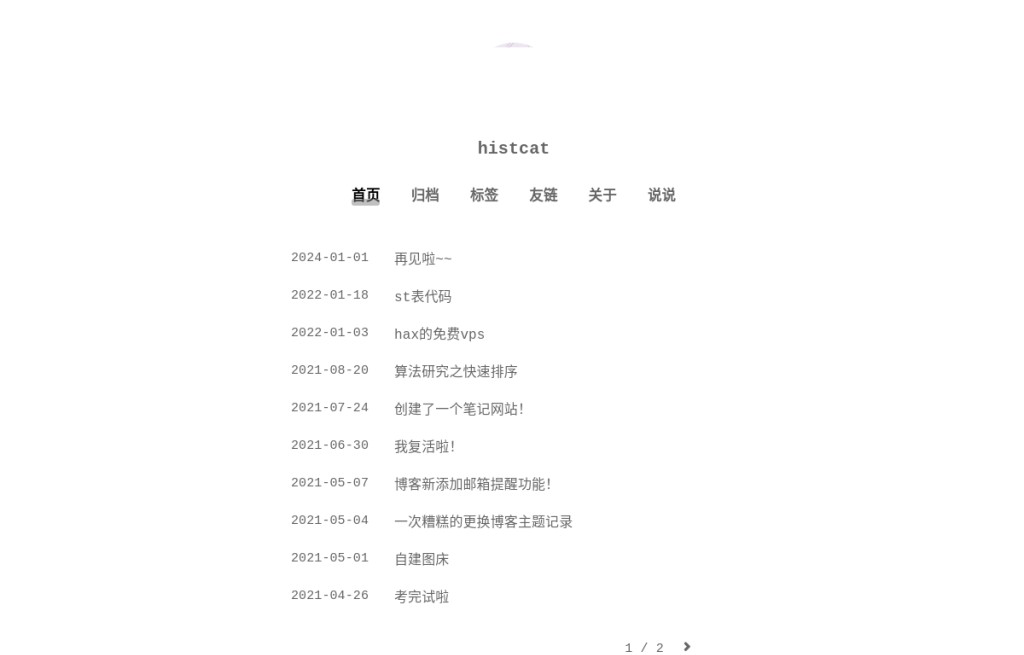 histcat
首页 归档 标签 友链 关于 说说
2024-01-01 再见啦~~
2022-01-18 st表代码
2022-01-03 hax的免费vps
2021-08-20 算法研究之快速排序
2021-07-24 创建了一个笔记网站！
2021-06-30 我复活啦！
2021-05-07 博客新添加邮箱提醒功能！
2021-05-04 一次糟糕的更换博客主题记录
2021-05-01 自建图床
2021-04-26 考完试啦
1 / 2